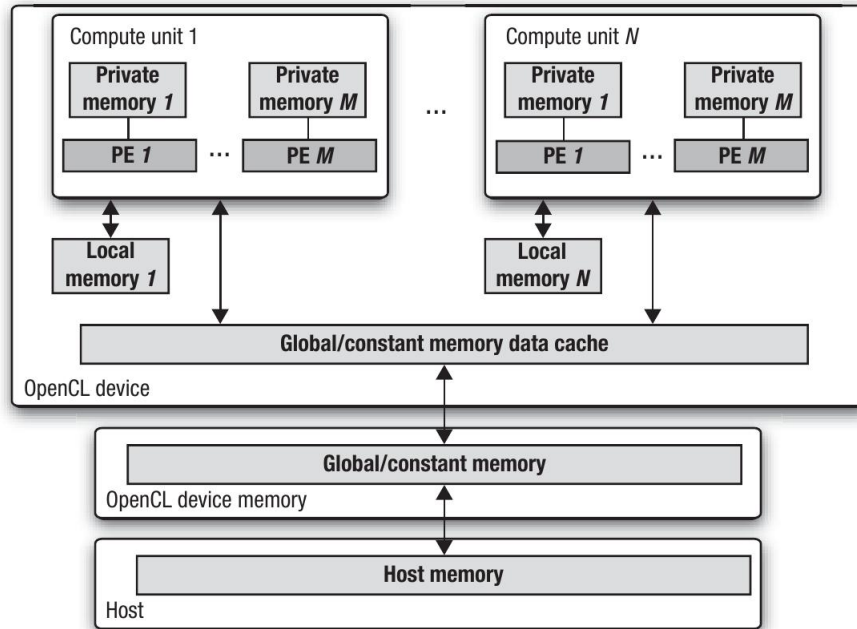 Compute unit 1
Private
memory 1
Private
memory M
PE 1
...
PE M
...
Compute unit N
Private
memory 1
Private
memory M
PE 1
...
PE M
Local
memory 1
Local
memory N
Global/constant memory data cache
OpenCL device
Global/constant memory
OpenCL device memory
Host memory
Host